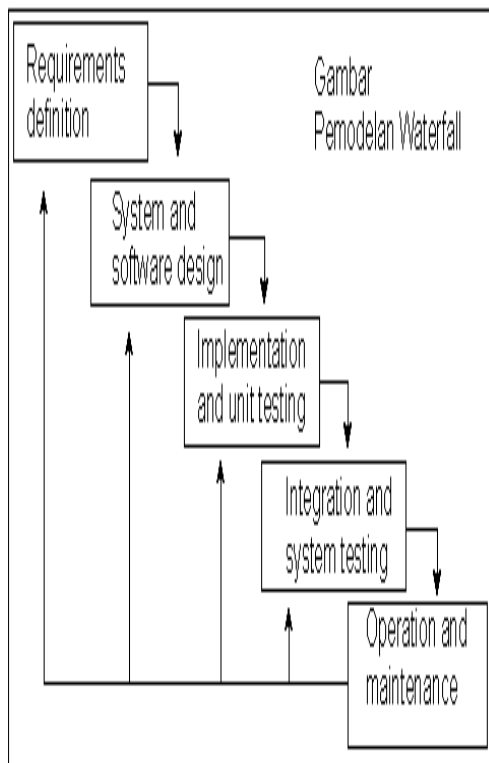 Requirements
definition
Gambar
Pemodelan Waterfall
System and
software design
Implementation
and unit testing
Integration and
system testing
Operation and
maintenance